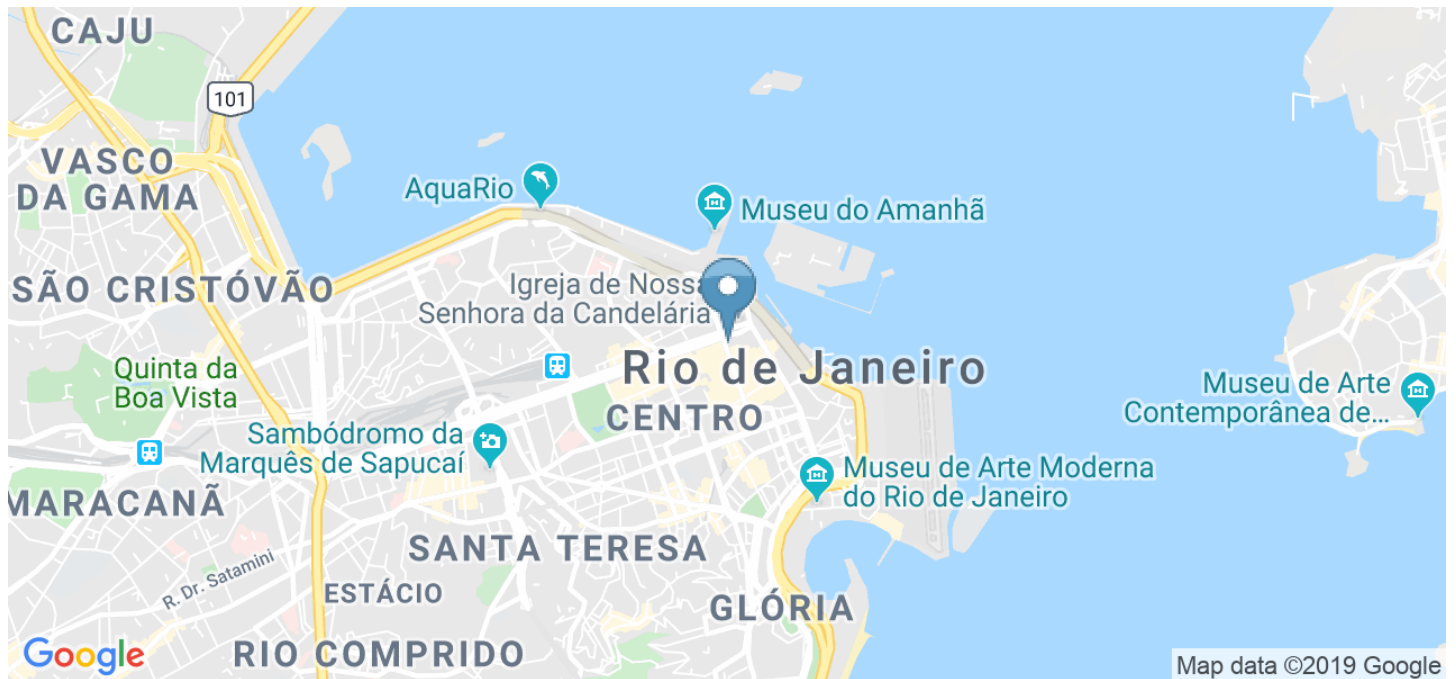 CAJU
101
VASCO
DA GAMA
AquaRio
Museu do Amanhã
SÃO CRISTÓVÃO
Igreja de Nossa
Senhora da Candelária
Rio de Janeiro
Quinta da
Boa Vista
CENTRO
Museu de Arte
Contemporânea de...
Sambódromo da
Marquês de Sapucaí
Museu de Arte Moderna
do Rio de Janeiro
MARACANÃ
SANTA TERESA
R. Dr. Satamini
ESTÁCIO
GLÓRIA
RIO COMPRIDO
Google
Map data ©2019 Google